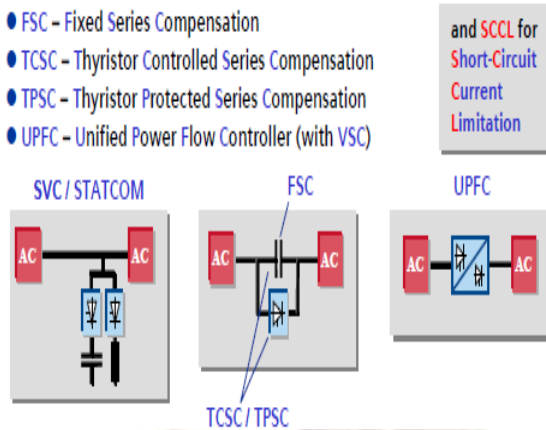 ● FSC – Fixed Series Compensation
● TCSC – Thyristor Controlled Series Compensation
● TPSC – Thyristor Protected Series Compensation
● UPFC – Unified Power Flow Controller (with VSC)
and SCCL for
Short-Circuit
Current
Limitation
SVC / STATCOM
FSC
UPFC
AC
AC
AC
AC
AC
AC
TCSC / TPSC